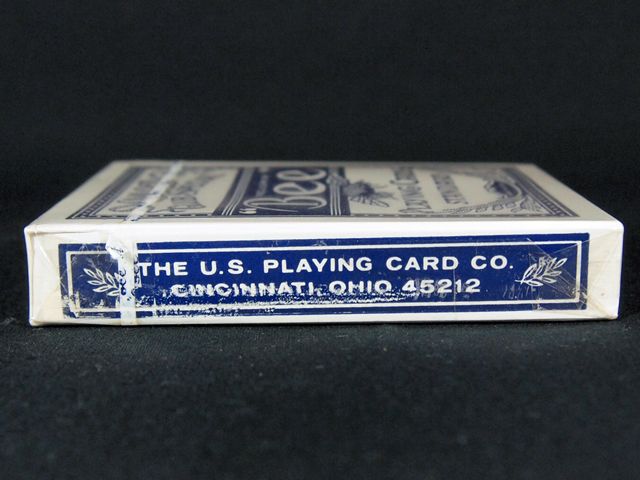 "Bee"
THE U.S. PLAYING CARD CO.
CINCINNATI, OHIO 45212